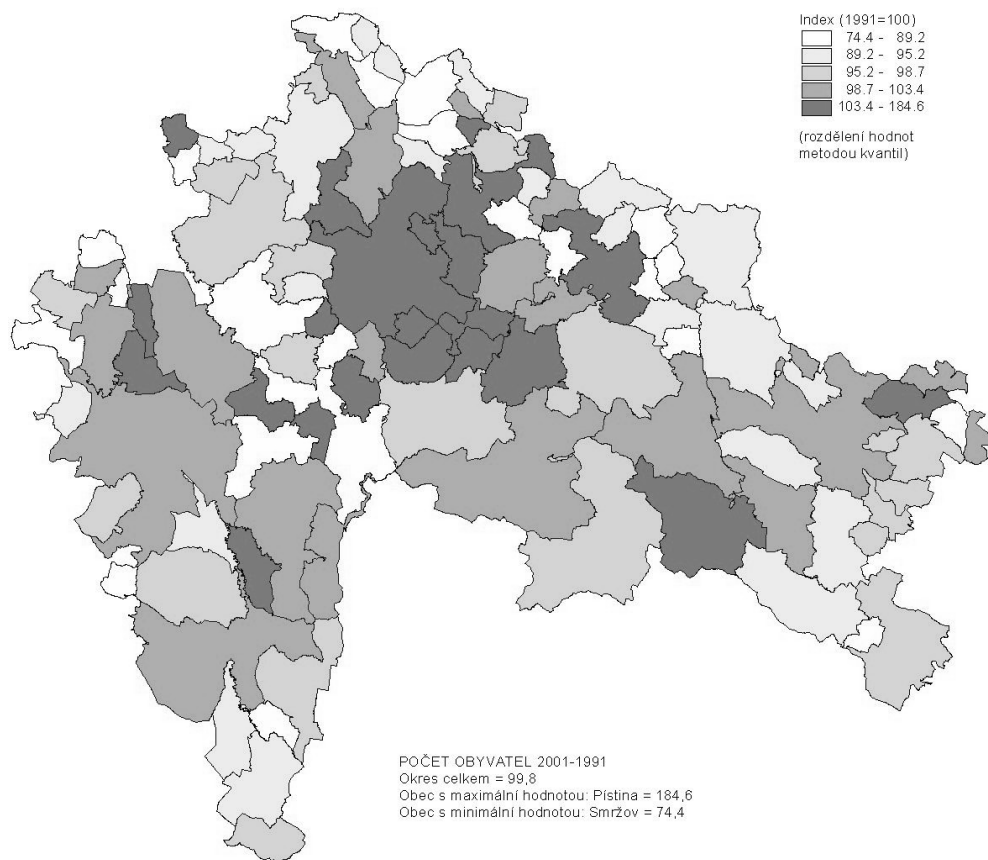 Index (1991=100)
74.4 - 89.2
89.2 - 95.2
95.2 - 98.7
98.7 - 103.4
103.4 - 184.6
(rozdělení hodnot
metodou kvantil)
POČET OBYVATEL 2001-1991
Okres celkem = 99,8
Obec s maximální hodnotou: Pístina = 184,6
Obec s minimální hodnotou: Smržov = 74,4